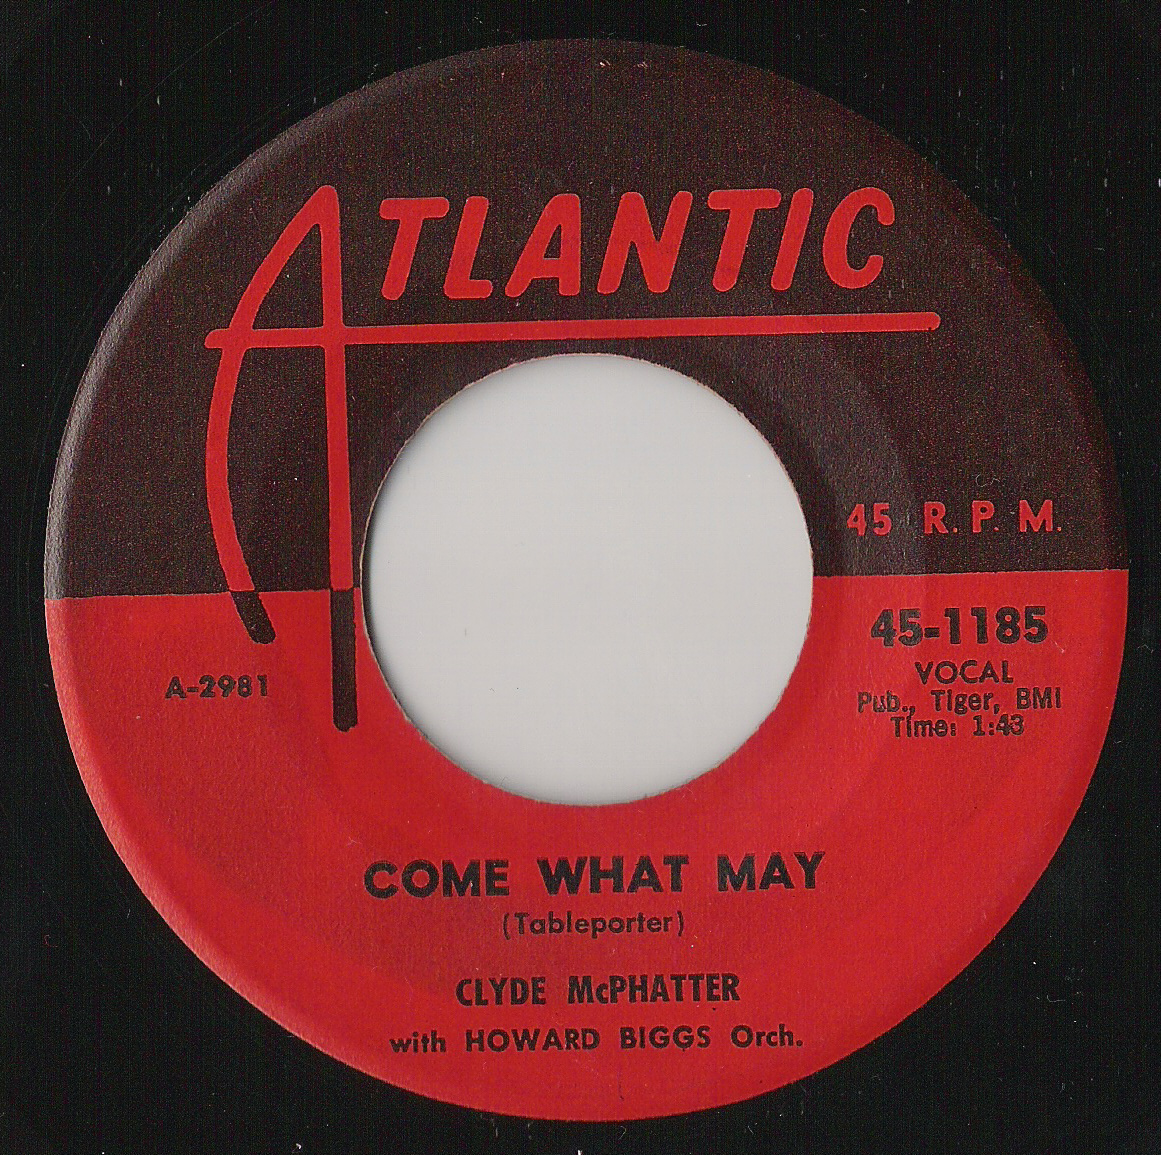 ATLANTIC
45 R.P.M.
45-1185
VOCAL
Pub., Tiger, BMI
Time: 1:43
A-2981
COME WHAT MAY
(Tableporter)
CLYDE McPHATTER
with HOWARD BIGGS Orch.